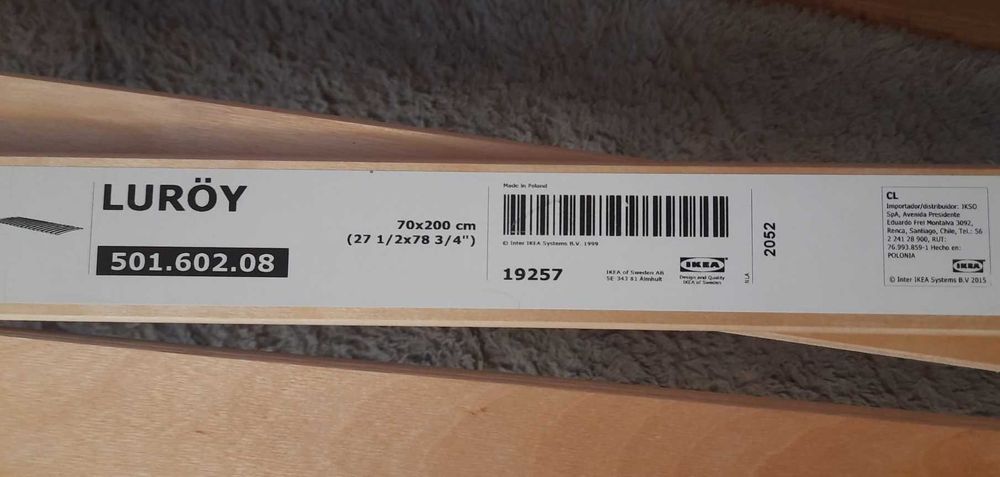 LURÖY
501.602.08
70x200 cm
(27 1/2x78 3/4")
Made in Poland
© Inter IKEA Systems B.V. 1999
19257
IKEA of Sweden AB
SE-343 81 Älmhult
IKEA
Design and Quality
IKEA of Sweden
NLA
2052
CL
Importador/distribuidor: IKSO
SpA, Avenida Presidente
Eduardo Frei Montalva 3092,
Renca, Santiago, Chile, Tel.: 56
2 241 28 900, RUT:
76.993.859-1 Hecho en:
POLONIA
IKEA
© Inter IKEA Systems B.V 2015